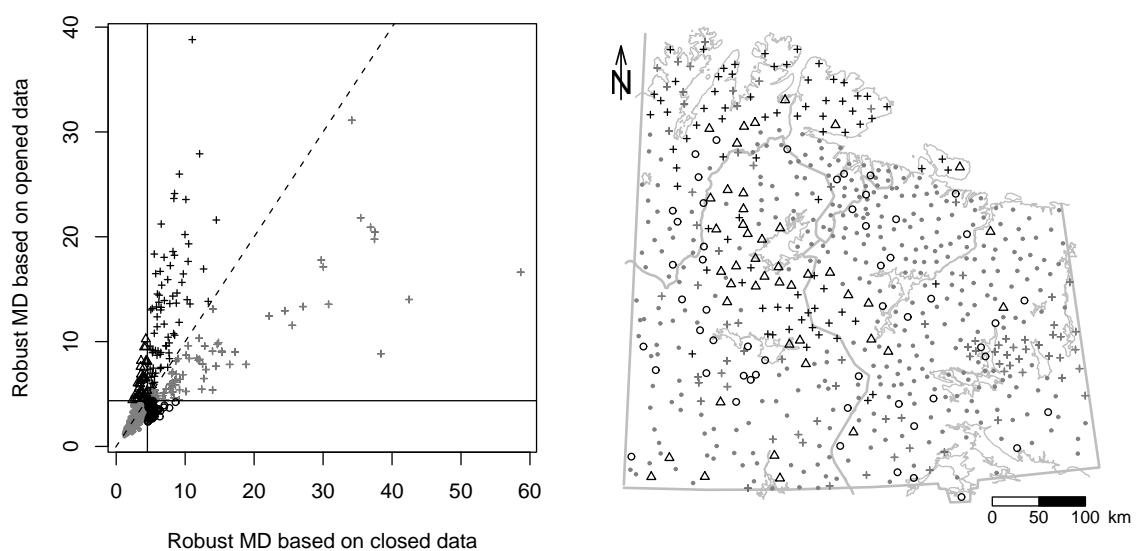 Robust MD based on opened data
40
30
20
10
0
0 10 20 30 40 50 60
Robust MD based on closed data
N
0 50 100 km